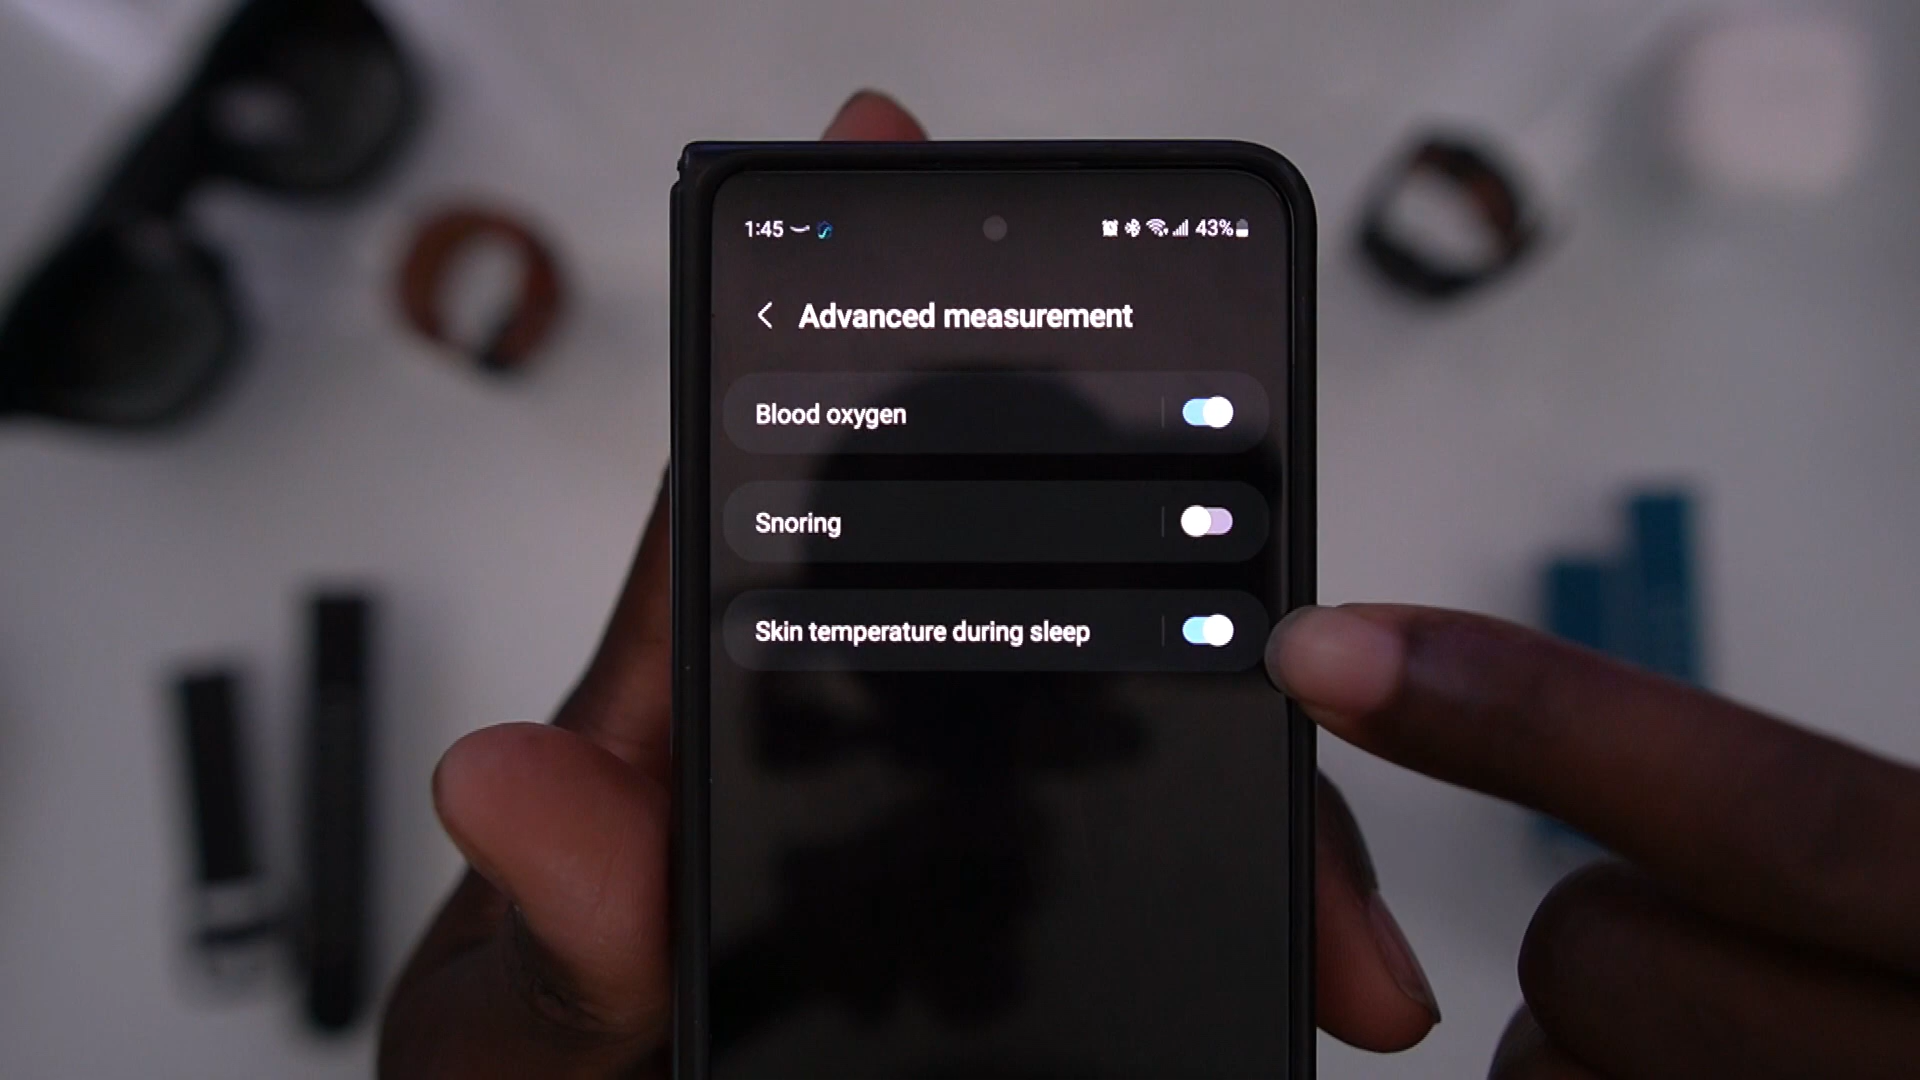 1:45 43%
Advanced measurement
Blood oxygen
Snoring
Skin temperature during sleep